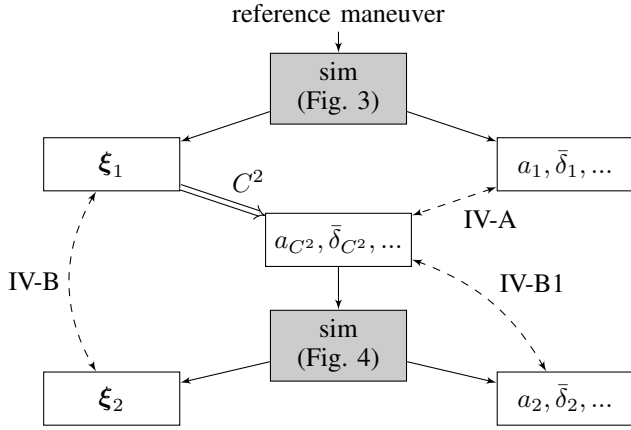 reference maneuver
sim
(Fig. 3)
ξ₁
a₁, δ̄₁, ...
C²
IV-A
a_{C²}, δ̄_{C²}, ...
IV-B
IV-B1
sim
(Fig. 4)
ξ₂
a₂, δ̄₂, ...